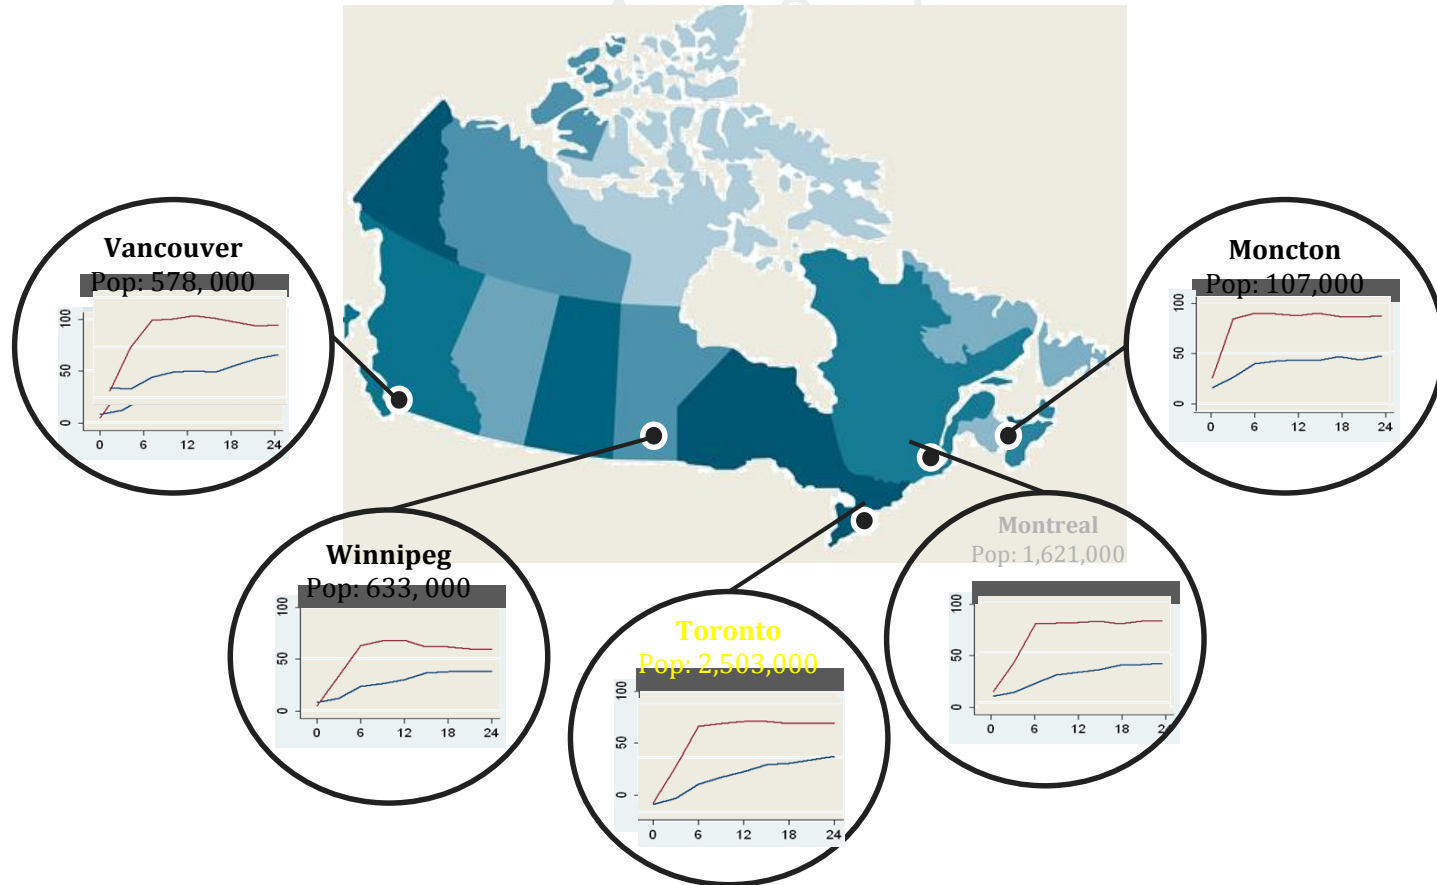 Vancouver
Pop: 578, 000
100
50
0
0 6 12 18 24
Moncton
Pop: 107,000
100
50
0
0 6 12 18 24
Winnipeg
Pop: 633, 000
100
50
0
0 6 12 18 24
Toronto
Pop: 2,503,000
100
50
0
0 6 12 18 24
Montreal
Pop: 1,621,000
100
50
0
0 6 12 18 24